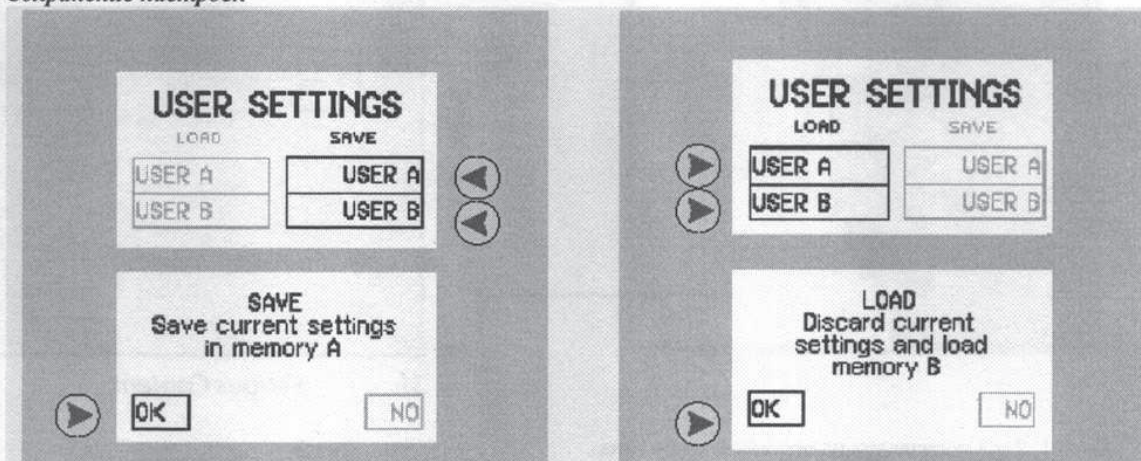 USER SETTINGS
LOAD SAVE
USER A USER A
USER B USER B
SAVE
Save current settings
in memory A
OK NO
USER SETTINGS
LOAD SAVE
USER A USER A
USER B USER B
LOAD
Discard current
settings and load
memory B
OK NO